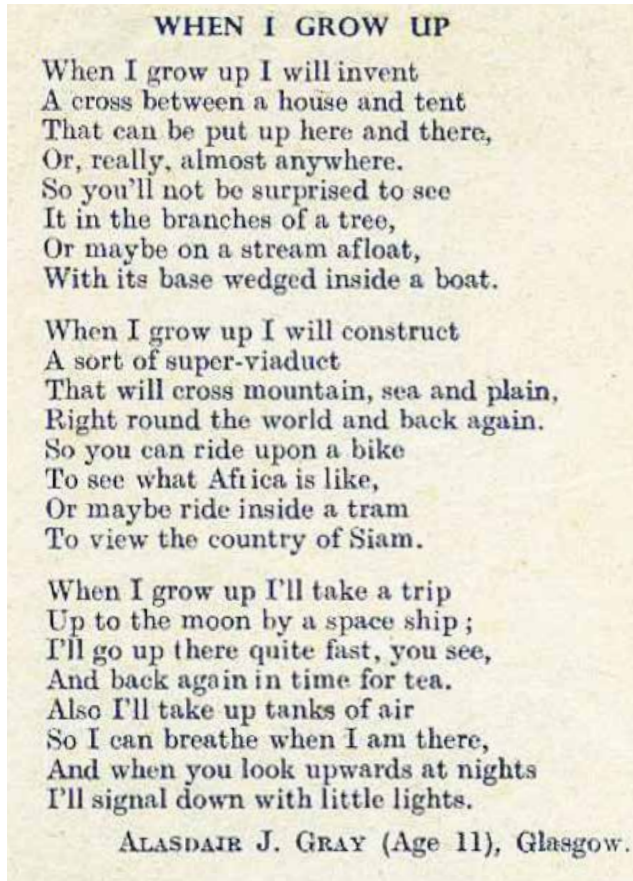 WHEN I GROW UP
When I grow up I will invent
A cross between a house and tent
That can be put up here and there,
Or, really, almost anywhere.
So you'll not be surprised to see
It in the branches of a tree,
Or maybe on a stream afloat,
With its base wedged inside a boat.
When I grow up I will construct
A sort of super-viaduct
That will cross mountain, sea and plain,
Right round the world and back again.
So you can ride upon a bike
To see what Africa is like,
Or maybe ride inside a tram
To view the country of Siam.
When I grow up I'll take a trip
Up to the moon by a space ship;
I'll go up there quite fast, you see,
And back again in time for tea.
Also I'll take up tanks of air
So I can breathe when I am there,
And when you look upwards at nights
I'll signal down with little lights.
ALASDAIR J. GRAY (Age 11), Glasgow.